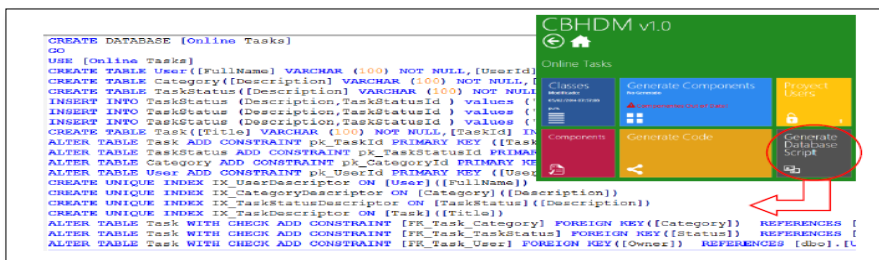 CREATE DATABASE [Online Tasks]
GO
USE [Online Tasks]
CREATE TABLE User([FullName] VARCHAR (100) NOT NULL,[UserId]
CREATE TABLE Category([Description] VARCHAR (100) NOT NULL,[
CREATE TABLE TaskStatus([Description] VARCHAR (100) NOT NULL
INSERT INTO TaskStatus (Description,TaskStatusId ) values ('
INSERT INTO TaskStatus (Description,TaskStatusId ) values ('
INSERT INTO TaskStatus (Description,TaskStatusId ) values ('
CREATE TABLE Task([Title] VARCHAR (100) NOT NULL,[TaskId] IN
ALTER TABLE Task ADD CONSTRAINT pk_TaskId PRIMARY KEY ([Task
ALTER TABLE TaskStatus ADD CONSTRAINT pk_TaskStatusId PRIMAR
ALTER TABLE Category ADD CONSTRAINT pk_CategoryId PRIMARY KE
ALTER TABLE User ADD CONSTRAINT pk_UserId PRIMARY KEY ([User
CREATE UNIQUE INDEX IX_UserDescriptor ON [User]([FullName])
CREATE UNIQUE INDEX IX_CategoryDescriptor ON [Category]([Description])
CREATE UNIQUE INDEX IX_TaskStatusDescriptor ON [TaskStatus]([Description])
CREATE UNIQUE INDEX IX_TaskDescriptor ON [Task]([Title])
ALTER TABLE Task WITH CHECK ADD CONSTRAINT [FK_Task_Category] FOREIGN KEY([Category]) REFERENCES [
ALTER TABLE Task WITH CHECK ADD CONSTRAINT [FK_Task_TaskStatus] FOREIGN KEY([Status]) REFERENCES [
ALTER TABLE Task WITH CHECK ADD CONSTRAINT [FK_Task_User] FOREIGN KEY([Owner]) REFERENCES [dbo].[U
CBHDM v1.0
Online Tasks
Classes
Generate Components
Proyect
Users
Components
Generate Code
Generate
Database
Script